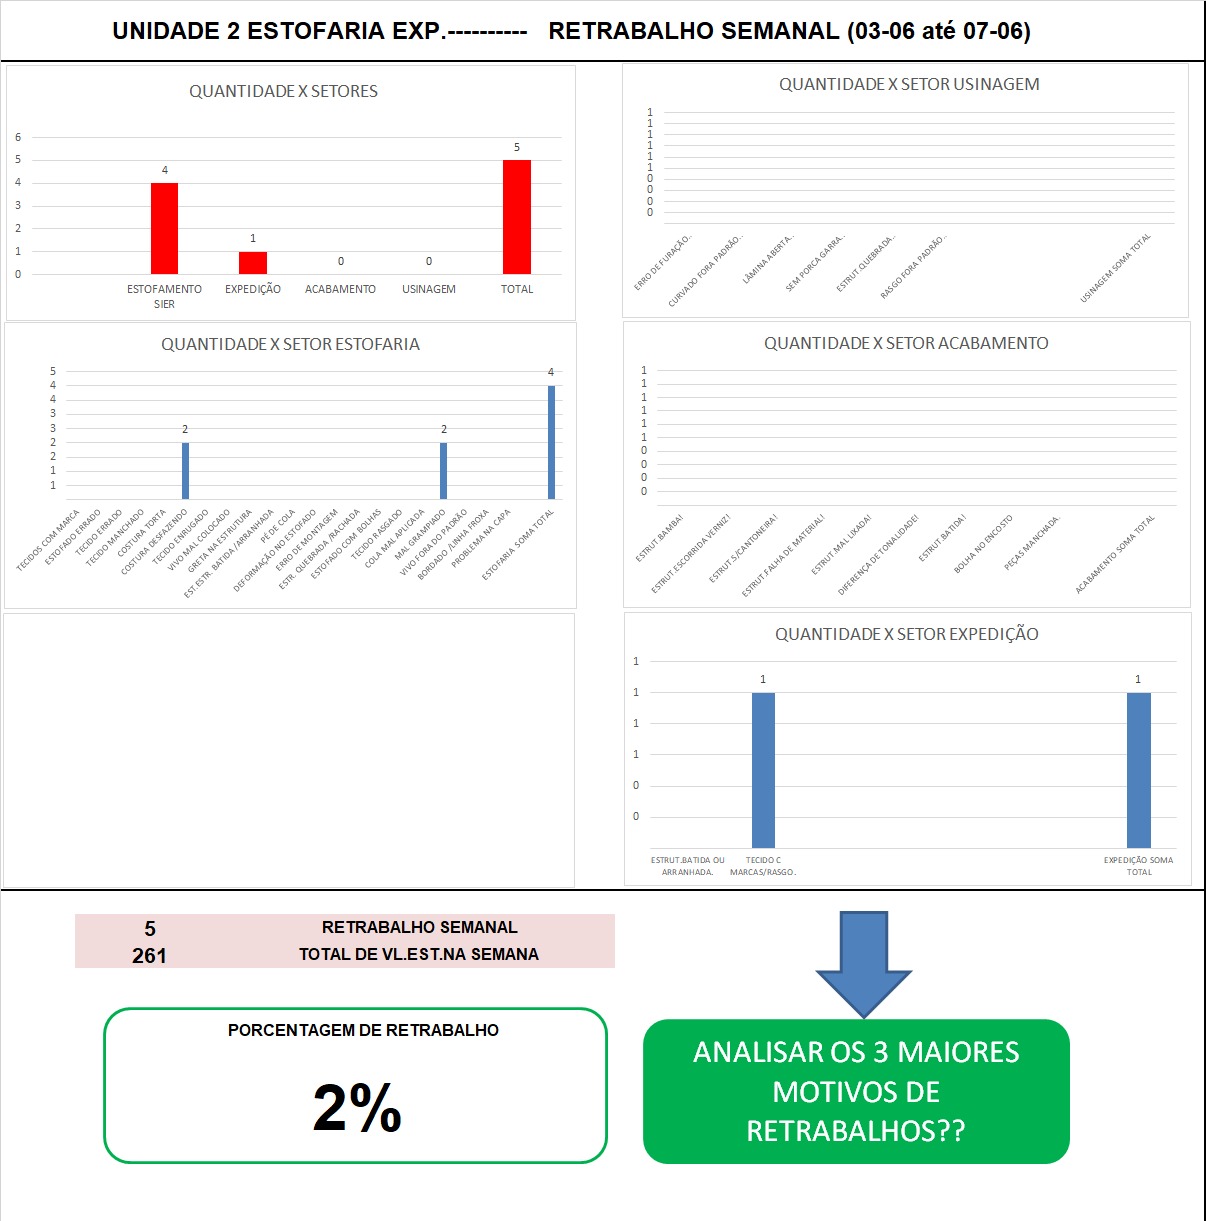 UNIDADE 2 ESTOFARIA EXP.---------- RETRABALHO SEMANAL (03-06 até 07-06)
QUANTIDADE X SETORES
6
5
4
3
2
1
0
4
1
0
0
5
ESTOFAMENTO SIER
EXPEDIÇÃO
ACABAMENTO
USINAGEM
TOTAL
QUANTIDADE X SETOR USINAGEM
1
1
1
1
1
1
0
0
0
0
ERRO DE FURAÇÃO..
CURVADO FORA PADRÃO..
LÂMINA ABERTA..
SEM PORCA GARRA..
ESTRUT.QUEBRADA..
RASGO FORA PADRÃO..
USINAGEM SOMA TOTAL
QUANTIDADE X SETOR ESTOFARIA
5
4
4
3
3
2
2
1
1
2
2
4
TECIDOS COM MARCA
ESTOFADO ERRADO
TECIDO ERRADO
TECIDO MANCHADO
COSTURA TORTA
COSTURA DESFAZENDO
TECIDO ENRUGADO
VIVO MAL COLOCADO
GRETA NA ESTRUTURA
EST.ESTR. BATIDA /ARRANHADA
PÉ DE COLA
DEFORMAÇÃO NO ESTOFADO
ERRO DE MONTAGEM
ESTR. QUEBRADA /RACHADA
ESTOFADO COM BOLHAS
TECIDO RASGADO
COLA MAL APLICADA
MAL GRAMPIADO
VIVO FORA DO PADRÃO
BORDADO /LINHA FROXA
PROBLEMA NA CAPA
ESTOFARIA SOMA TOTAL
QUANTIDADE X SETOR ACABAMENTO
1
1
1
1
1
1
0
0
0
0
ESTRUT.BAMBA!
ESTRUT.ESCORRIDA VERNIZ!
ESTRUT.S/CANTONEIRA!
ESTRUT.FALHA DE MATERIAL!
ESTRUT.MAL LIXADA!
DIFERENÇA DE TONALIDADE!
ESTRUT.BATIDA !
BOLHA NO ENCOSTO
PEÇAS MANCHADA.
ACABAMENTO SOMA TOTAL
QUANTIDADE X SETOR EXPEDIÇÃO
1
1
1
1
0
0
1
1
ESTRUT.BATIDA OU
ARRANHADA.
TECIDO C
MARCAS/RASGO.
EXPEDIÇÃO SOMA
TOTAL
5 RETRABALHO SEMANAL
261 TOTAL DE VL.EST.NA SEMANA
PORCENTAGEM DE RETRABALHO
2%
ANALISAR OS 3 MAIORES
MOTIVOS DE
RETRABALHOS??